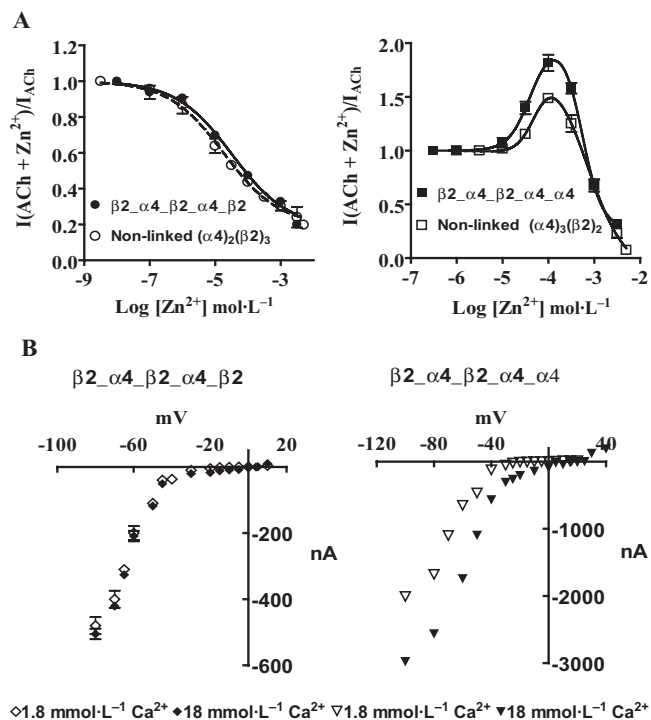 A
I(ACh + Zn²⁺)/I_ACh
1.2
1.0
0.8
0.6
0.4
0.2
0.0
β2_α4_β2_α4_β2
Non-linked (α4)₂(β2)₃
-9 -7 -5 -3 -1
Log [Zn²⁺] mol·L⁻¹
I(ACh + Zn²⁺)/I_ACh
2.0
1.5
1.0
0.5
0.0
β2_α4_β2_α4_α4
Non-linked (α4)₃(β2)₂
-7 -6 -5 -4 -3 -2
Log [Zn²⁺] mol·L⁻¹
B
β2_α4_β2_α4_β2
mV
-100 -60 -20 20
-200
nA
-400
-600
β2_α4_β2_α4_α4
mV
-120 -80 -40 0 40
-1000
nA
-2000
-3000
◇1.8 mmol·L⁻¹ Ca²⁺ ◆18 mmol·L⁻¹ Ca²⁺ ▽1.8 mmol·L⁻¹ Ca²⁺ ▼18 mmol·L⁻¹ Ca²⁺